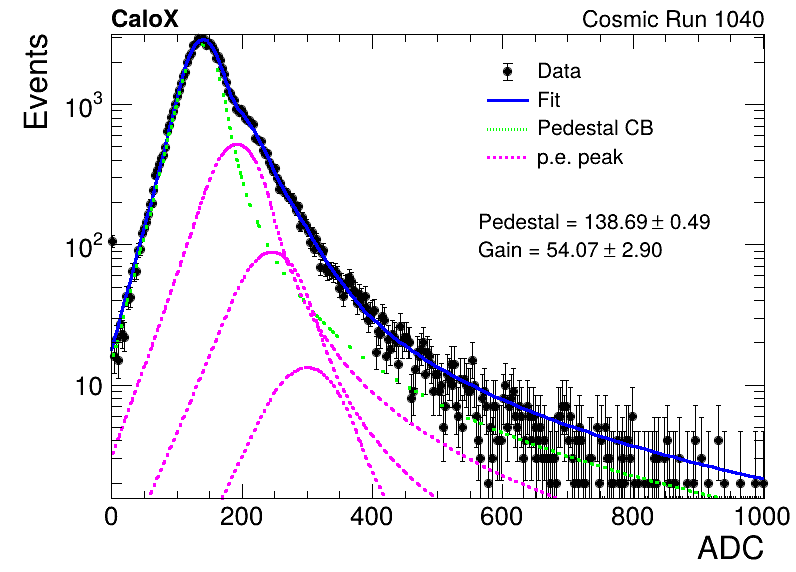 CaloX Cosmic Run 1040
Events
Data
Fit
Pedestal CB
p.e. peak
Pedestal = 138.69 ± 0.49
Gain = 54.07 ± 2.90
10³
10²
10
0 200 400 600 800 1000
ADC